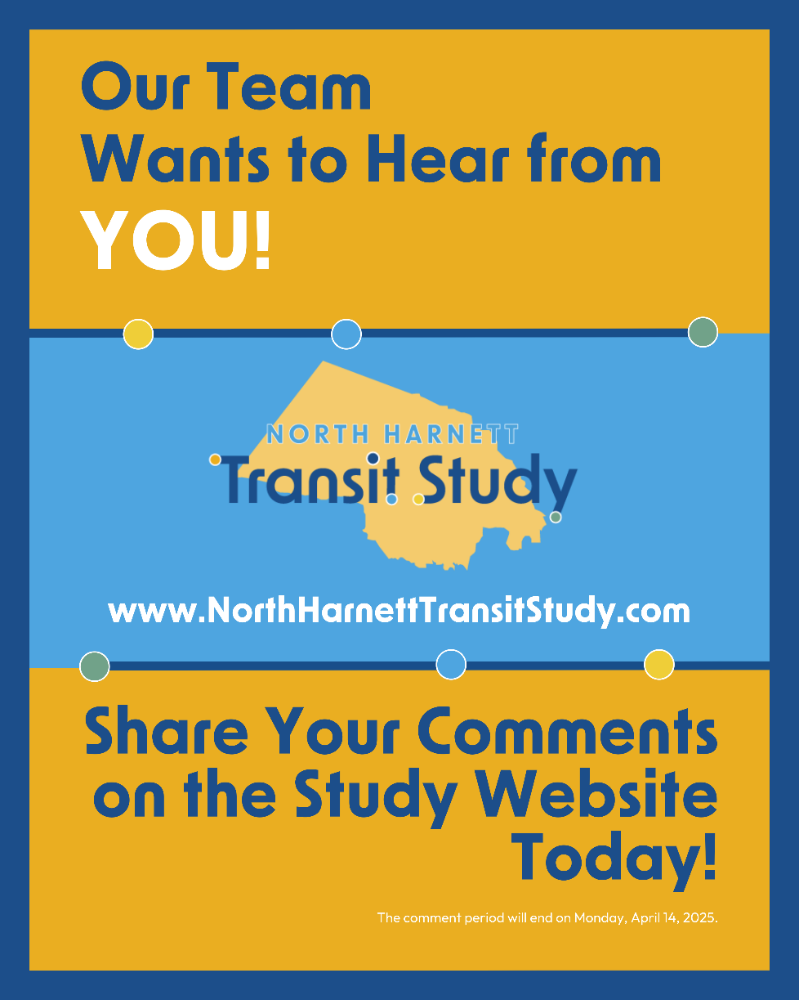 Our Team
Wants to Hear from
YOU!
NORTH HARNETT
Transit Study
www.NorthHarnettTransitStudy.com
Share Your Comments
on the Study Website
Today!
The comment period will end on Monday, April 14, 2025.